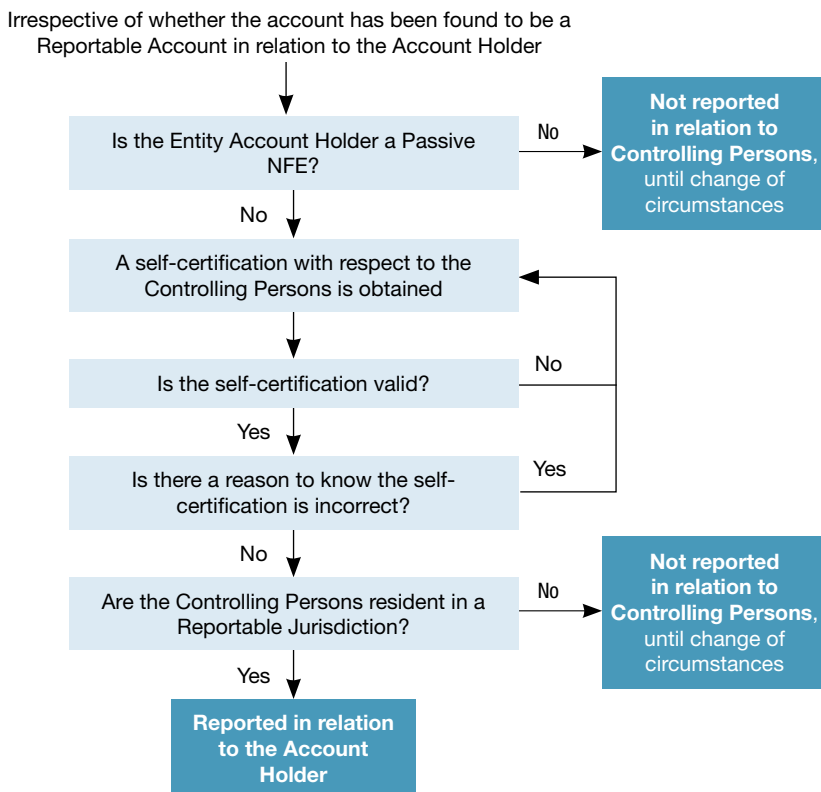 Irrespective of whether the account has been found to be a
Reportable Account in relation to the Account Holder
Is the Entity Account Holder a Passive
NFE?
No
Not reported
in relation to
Controlling Persons,
until change of
circumstances
No
A self-certification with respect to the
Controlling Persons is obtained
Is the self-certification valid?
No
Yes
Is there a reason to know the self-
certification is incorrect?
Yes
No
Are the Controlling Persons resident in a
Reportable Jurisdiction?
No
Not reported
in relation to
Controlling Persons,
until change of
circumstances
Yes
Reported in relation
to the Account
Holder